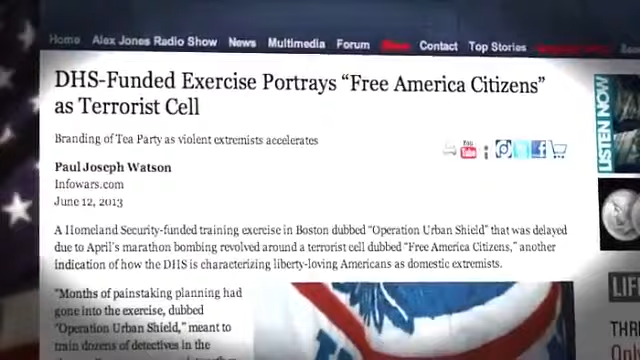 Home Alex Jones Radio Show News Multimedia Forum Contact Top Stories
DHS-Funded Exercise Portrays “Free America Citizens”
as Terrorist Cell
Branding of Tea Party as violent extremists accelerates
You
Tube
Paul Joseph Watson
Infowars.com
June 12, 2013
A Homeland Security-funded training exercise in Boston dubbed “Operation Urban Shield” that was delayed
due to April’s marathon bombing revolved around a terrorist cell dubbed “Free America Citizens,” another
indication of how the DHS is characterizing liberty-loving Americans as domestic extremists.
“Months of painstaking planning had
gone into the exercise, dubbed
“Operation Urban Shield,” meant to
train dozens of detectives in the
LISTEN NOW